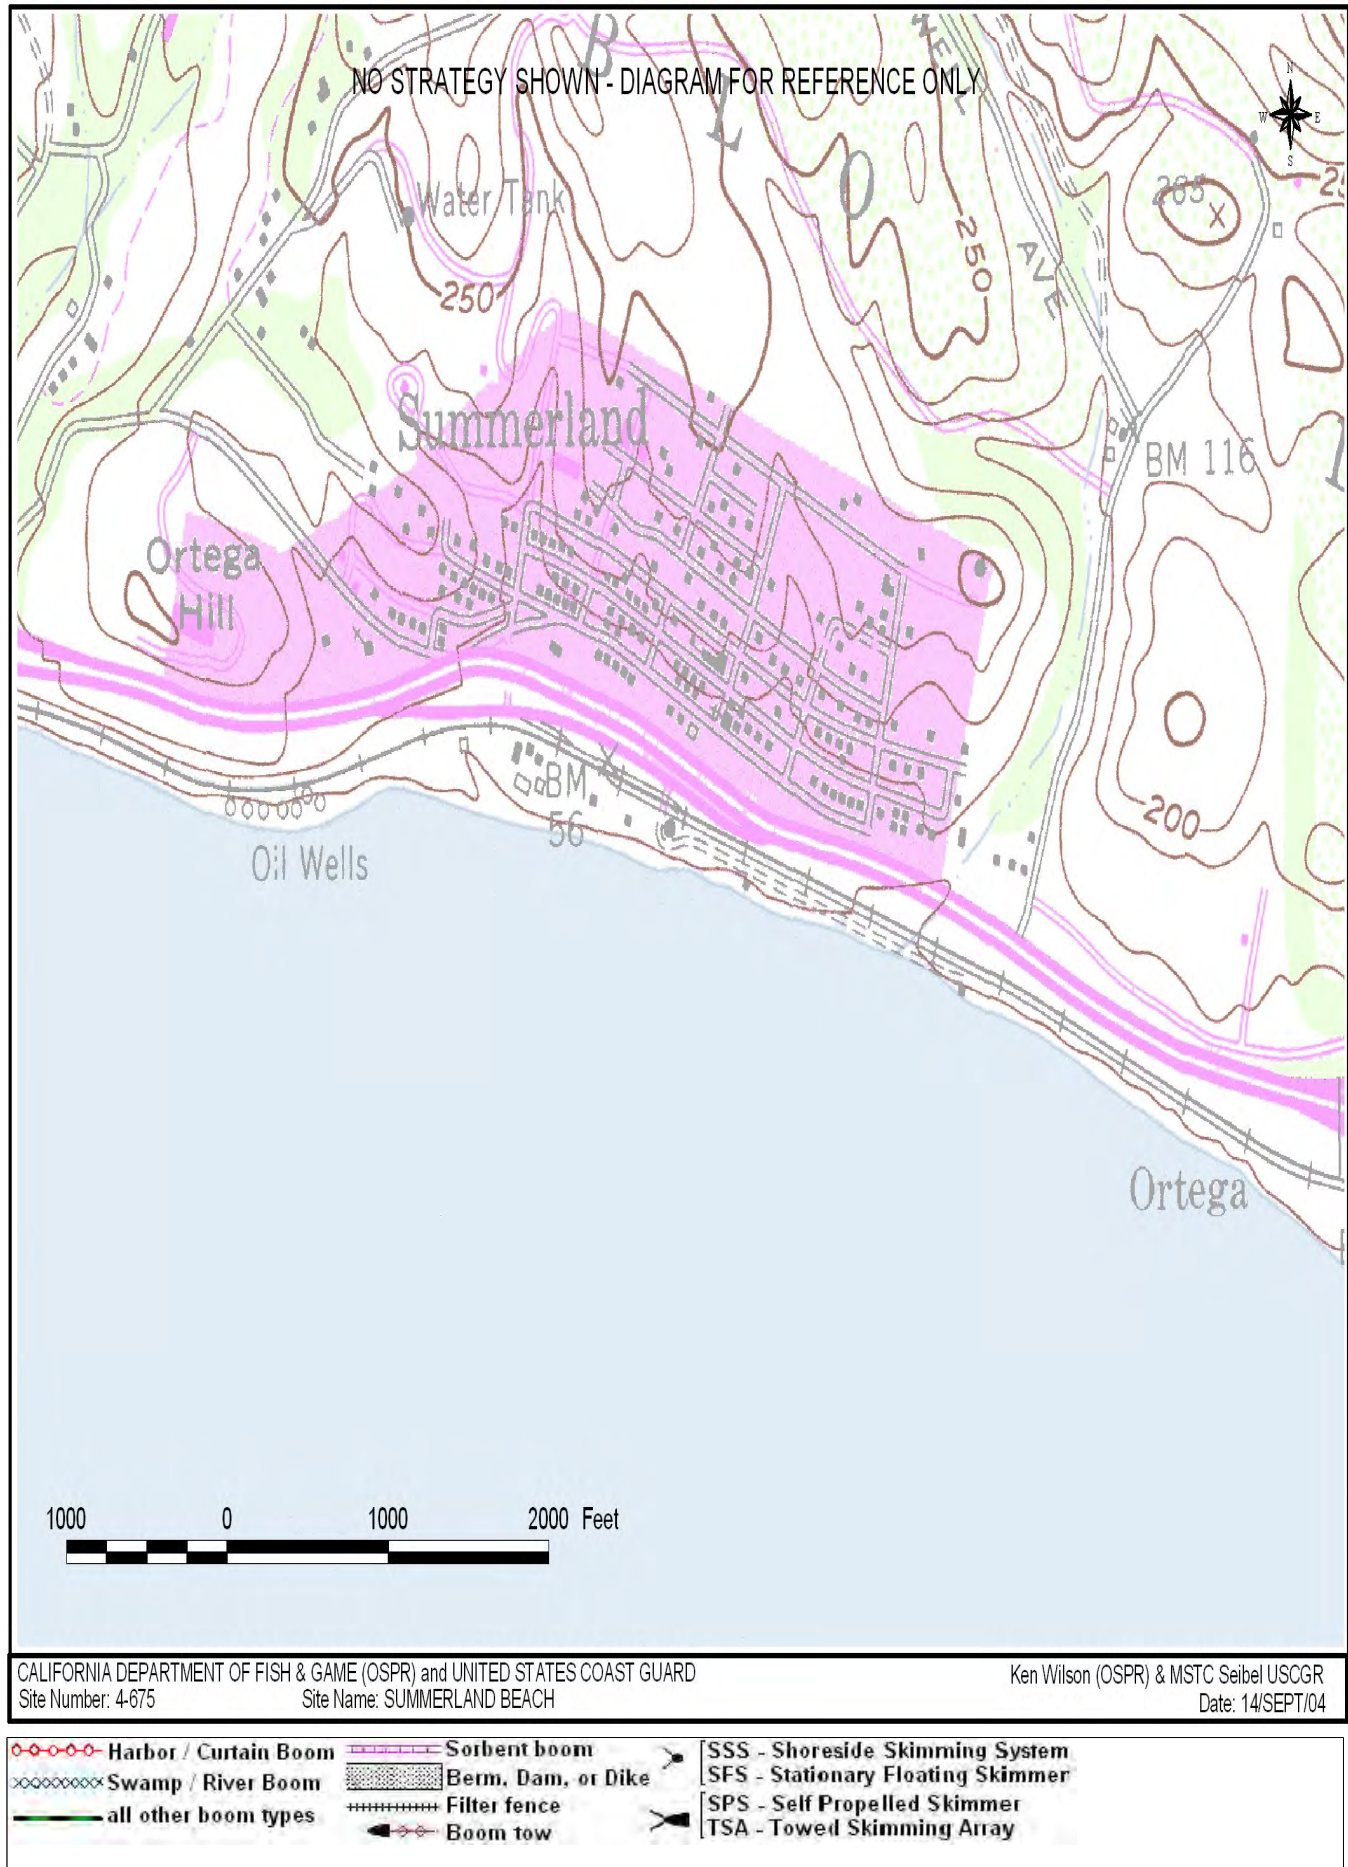 NO STRATEGY SHOWN - DIAGRAM FOR REFERENCE ONLY
B
L
O
N
W
E
S
Water Tank
265
250
250
AVE
Summerland
BM 116
Ortega
Hill
200
BM
56
Oil Wells
Ortega
1000 0 1000 2000 Feet
CALIFORNIA DEPARTMENT OF FISH & GAME (OSPR) and UNITED STATES COAST GUARD
Ken Wilson (OSPR) & MSTC Seibel USCGR
Site Number: 4-675
Site Name: SUMMERLAND BEACH
Date: 14/SEPT/04
Harbor / Curtain Boom
Swamp / River Boom
all other boom types
Sorbent boom
Berm, Dam, or Dike
Filter fence
Boom tow
SSS - Shoreside Skimming System
SFS - Stationary Floating Skimmer
SPS - Self Propelled Skimmer
TSA - Towed Skimming Array